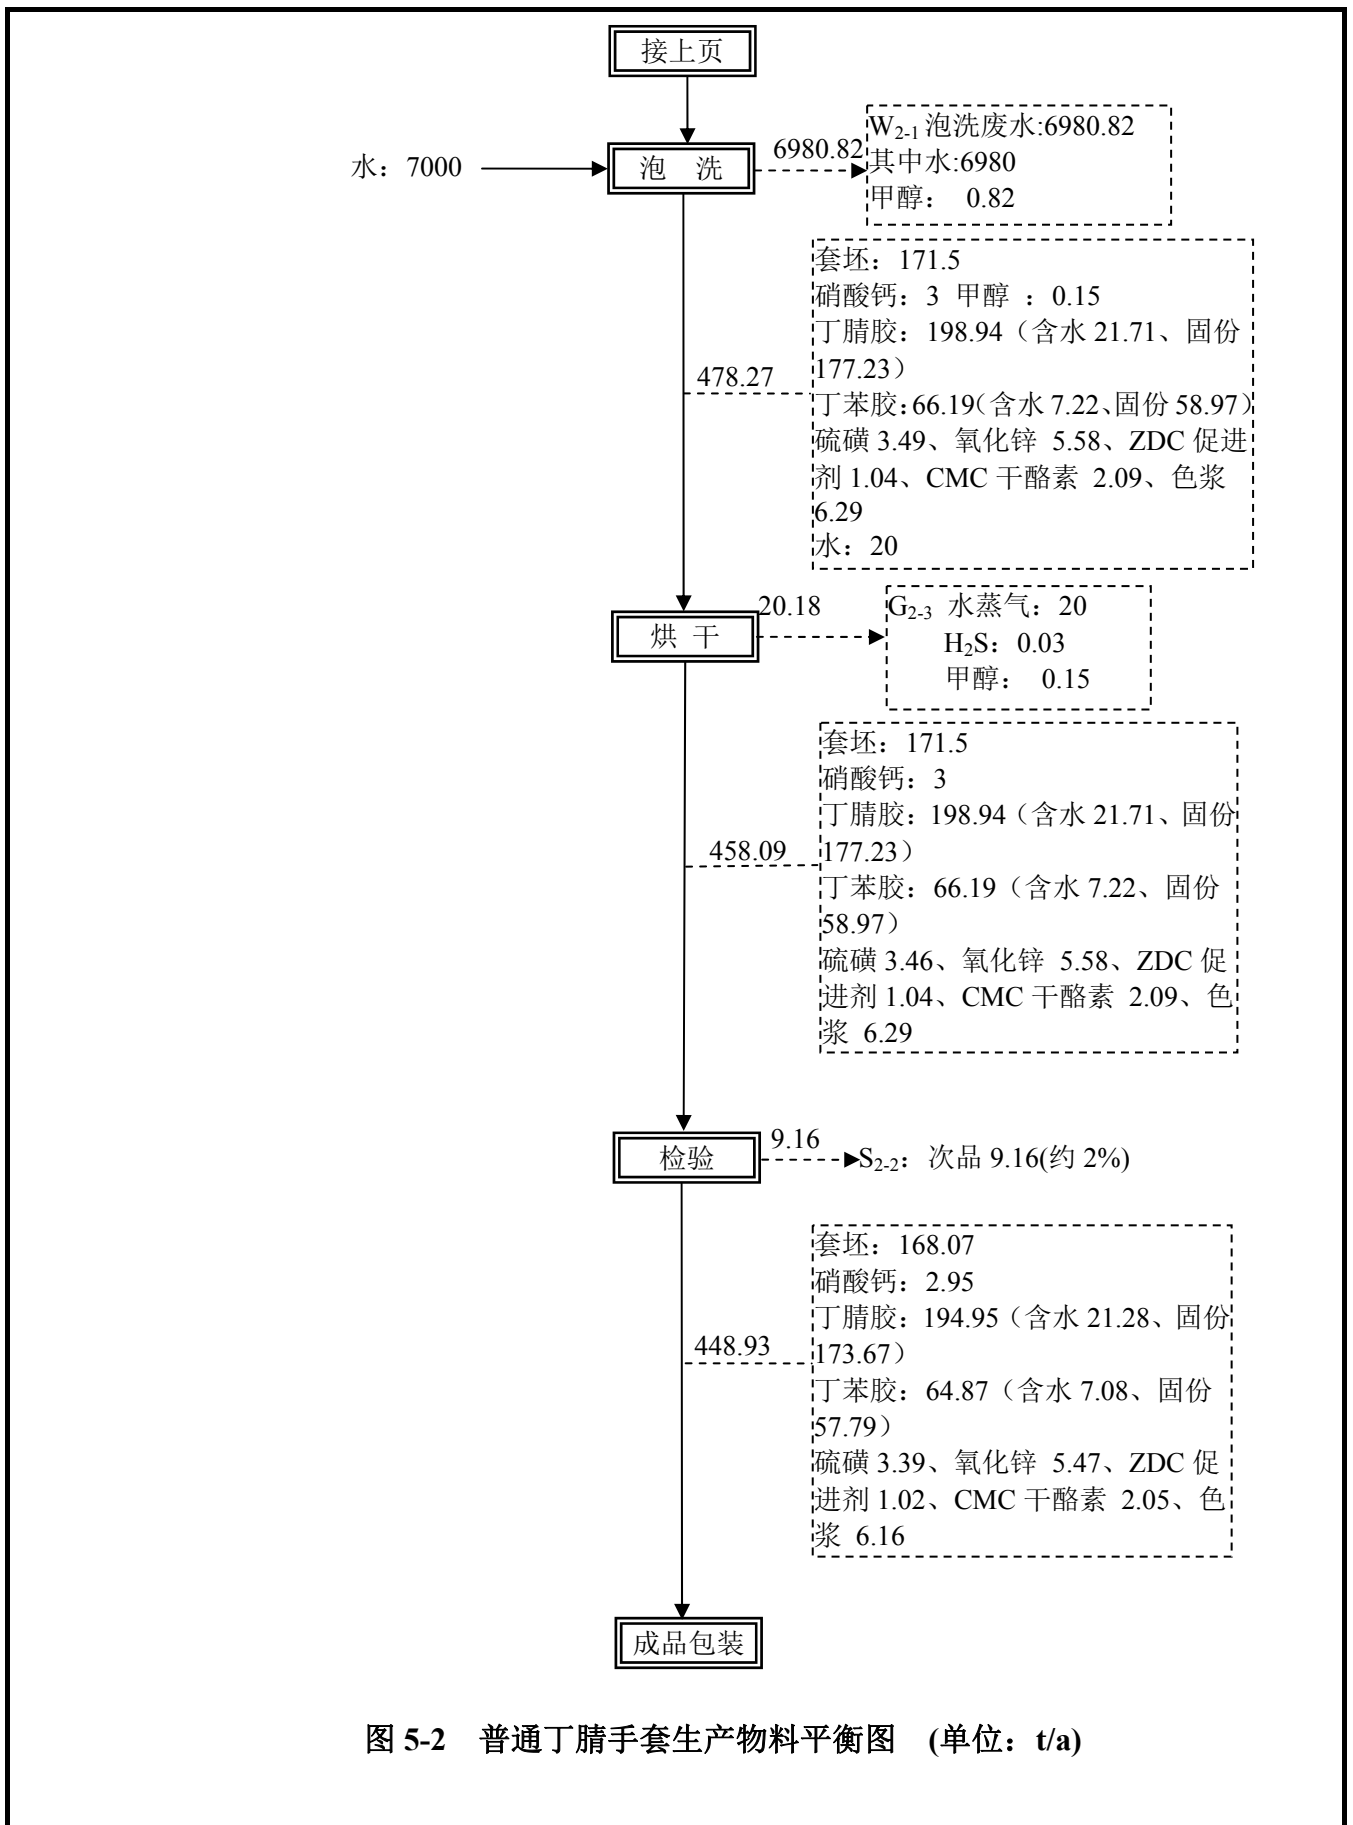 接上页
水：7000
泡 洗
6980.82
W2-1 泡洗废水:6980.82
其中水:6980
甲醇： 0.82
478.27
套坯：171.5
硝酸钙：3 甲醇 ：0.15
丁腈胶：198.94（含水 21.71、固份
177.23）
丁苯胶：66.19（含水 7.22、固份 58.97）
硫磺 3.49、氧化锌 5.58、ZDC 促进
剂 1.04、CMC 干酪素 2.09、色浆
6.29
水：20
烘 干
20.18
G2-3 水蒸气：20
H2S：0.03
甲醇： 0.15
458.09
套坯：171.5
硝酸钙：3
丁腈胶：198.94（含水 21.71、固份
177.23）
丁苯胶：66.19（含水 7.22、固份
58.97）
硫磺 3.46、氧化锌 5.58、ZDC 促
进剂 1.04、CMC 干酪素 2.09、色
浆 6.29
检验
9.16
S2-2：次品 9.16(约 2%)
448.93
套坯：168.07
硝酸钙：2.95
丁腈胶：194.95（含水 21.28、固份
173.67）
丁苯胶：64.87（含水 7.08、固份
57.79）
硫磺 3.39、氧化锌 5.47、ZDC 促
进剂 1.02、CMC 干酪素 2.05、色
浆 6.16
成品包装
图 5-2 普通丁腈手套生产物料平衡图 (单位：t/a)